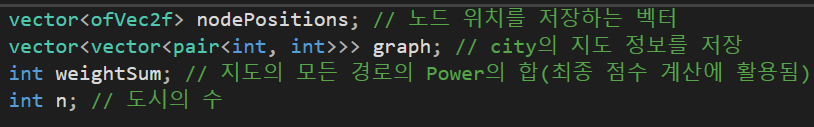 vector<ofVec2f> nodePositions; // 노드 위치를 저장하는 벡터
vector<vector<pair<int, int>>> graph; // city의 지도 정보를 저장
int weightSum; // 지도의 모든 경로의 Power의 합(최종 점수 계산에 활용됨)
int n; // 도시의 수